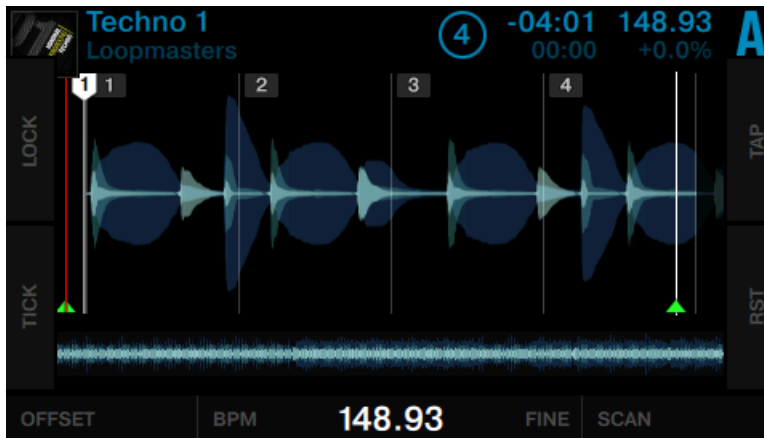 Techno 1
Loopmasters
4
-04:01
00:00
148.93
+0.0%
A
LOCK
TICK
1
1
2
3
4
TAP
RST
OFFSET
BPM
148.93
FINE
SCAN